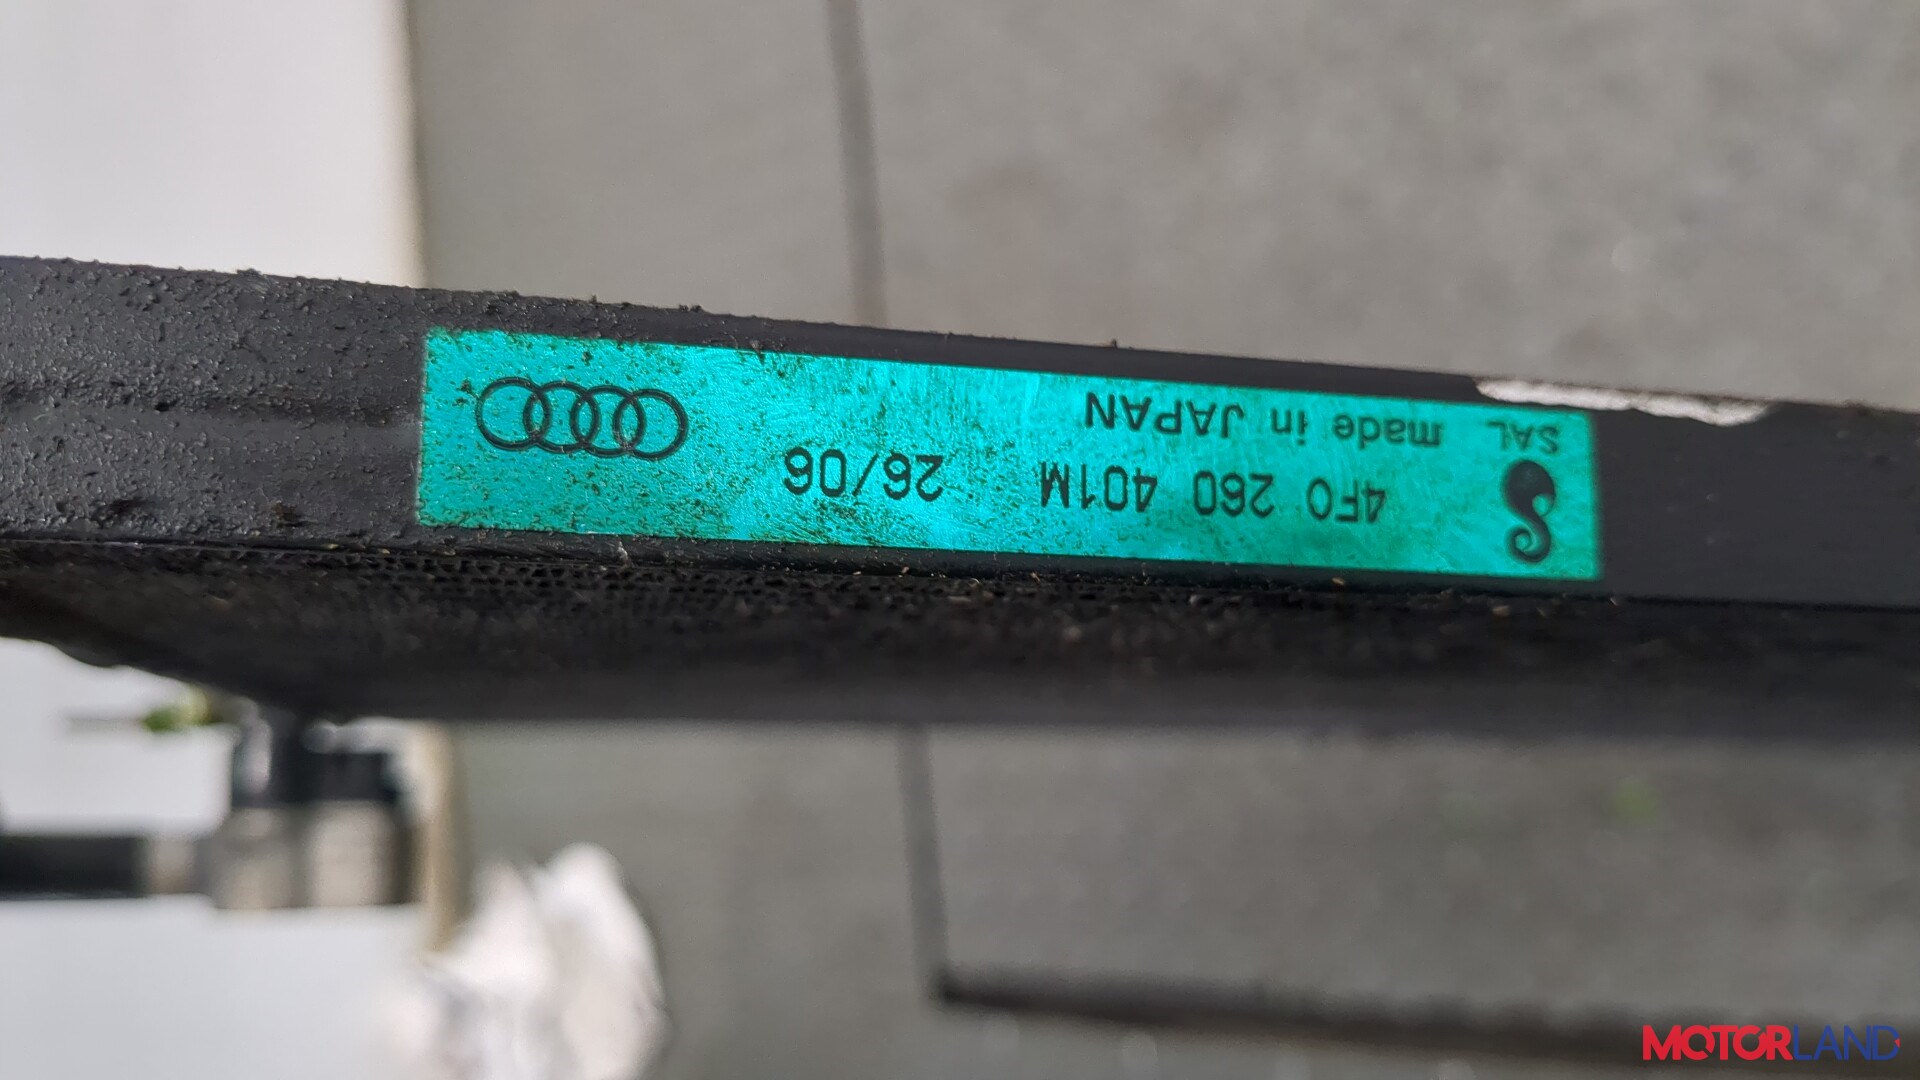 SAL made in JAPAN
4F0 260 401M 26/06
MOTORLAND